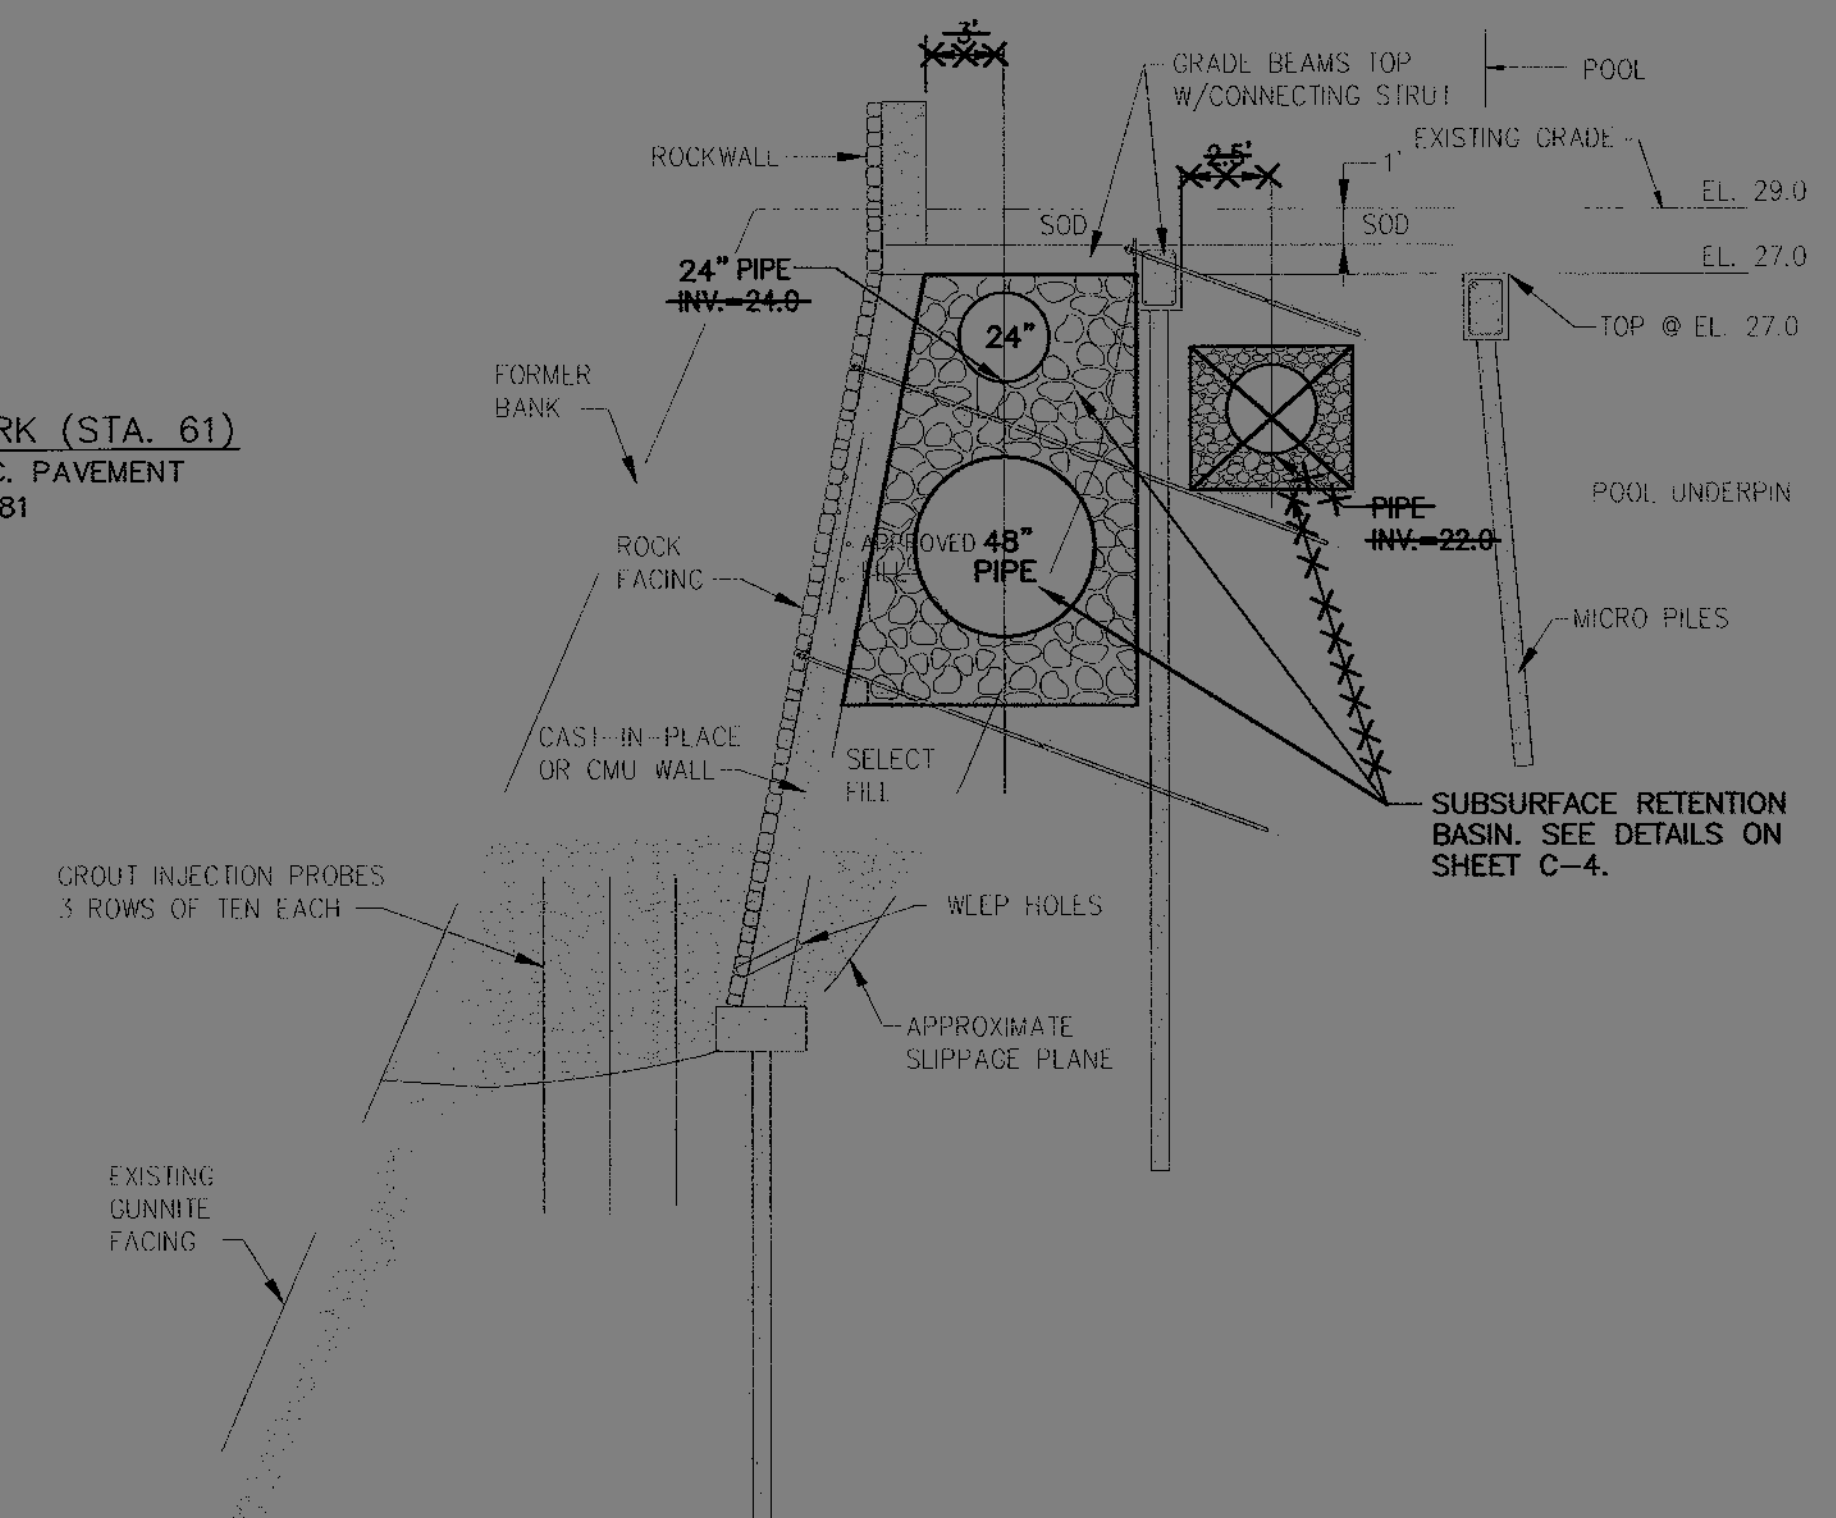 3'
GRADE BEAMS TOP
W/CONNECTING STRUT
POOL
ROCKWALL
2.5'
EXISTING GRADE
1'
EL. 29.0
SOD
SOD
24" PIPE
INV.=24.0
EL. 27.0
24"
TOP @ EL. 27.0
FORMER
BANK
RK (STA. 61)
C. PAVEMENT
81
PIPE
INV.=22.0
POOL UNDERPIN
ROCK
FACING
APPROVED
FILL
48"
PIPE
MICRO PILES
CAST-IN-PLACE
OR CMU WALL
SELECT
FILL
SUBSURFACE RETENTION
BASIN. SEE DETAILS ON
SHEET C-4.
GROUT INJECTION PROBES
3 ROWS OF TEN EACH
WEEP HOLES
APPROXIMATE
SLIPPAGE PLANE
EXISTING
GUNNITE
FACING